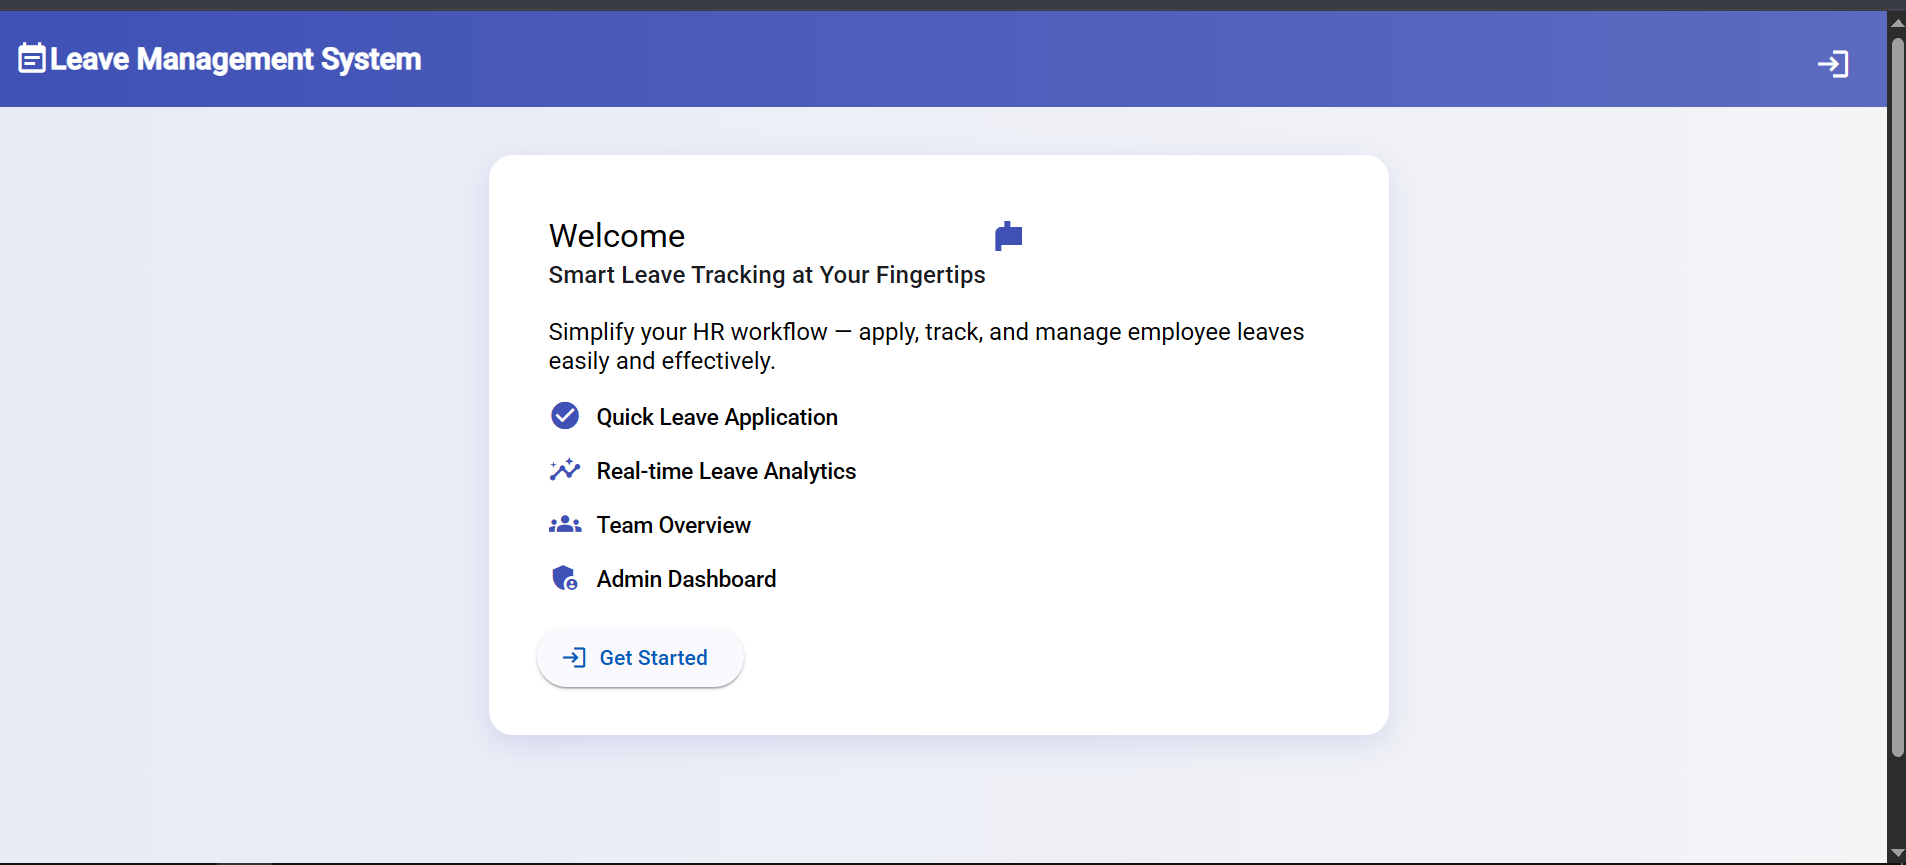 Leave Management System
Welcome
Smart Leave Tracking at Your Fingertips
Simplify your HR workflow — apply, track, and manage employee leaves
easily and effectively.
Quick Leave Application
Real-time Leave Analytics
Team Overview
Admin Dashboard
Get Started